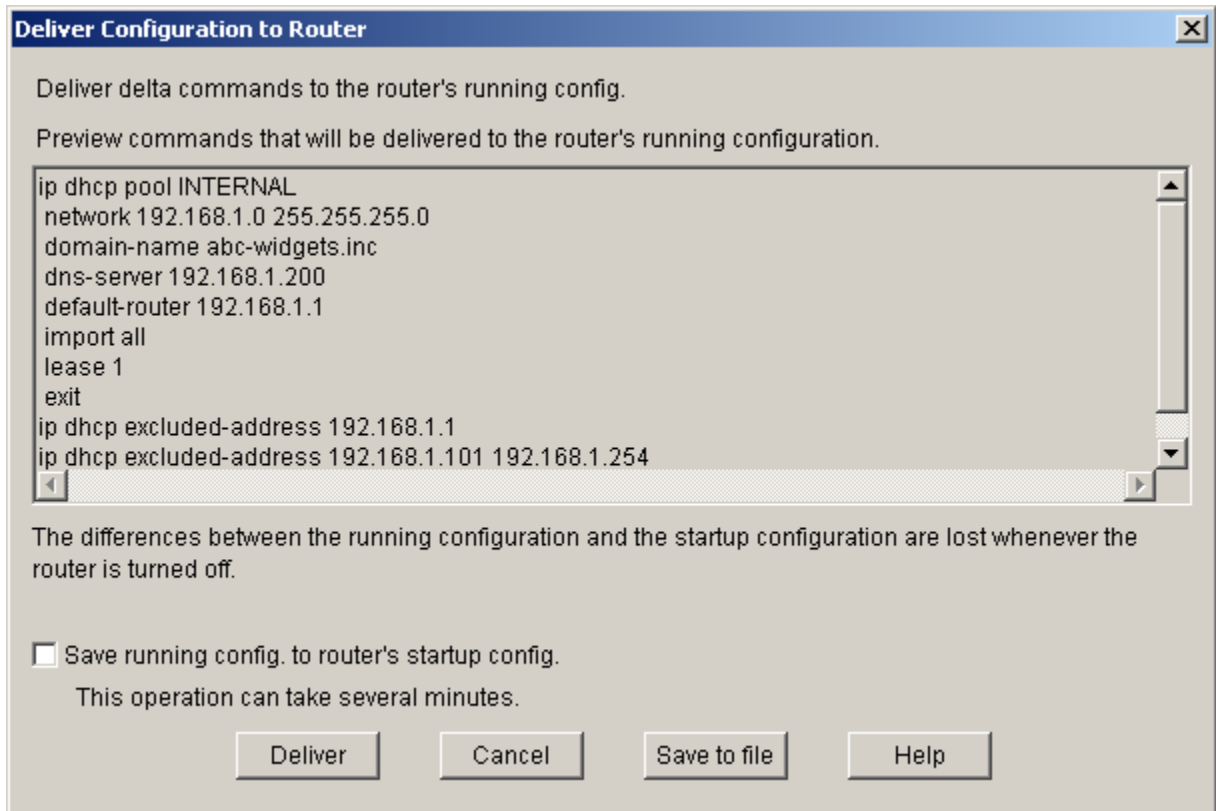 Deliver Configuration to Router
Deliver delta commands to the router's running config.
Preview commands that will be delivered to the router's running configuration.
ip dhcp pool INTERNAL
network 192.168.1.0 255.255.255.0
domain-name abc-widgets.inc
dns-server 192.168.1.200
default-router 192.168.1.1
import all
lease 1
exit
ip dhcp excluded-address 192.168.1.1
ip dhcp excluded-address 192.168.1.101 192.168.1.254
The differences between the running configuration and the startup configuration are lost whenever the
router is turned off.
Save running config. to router's startup config.
This operation can take several minutes.
Deliver Cancel Save to file Help